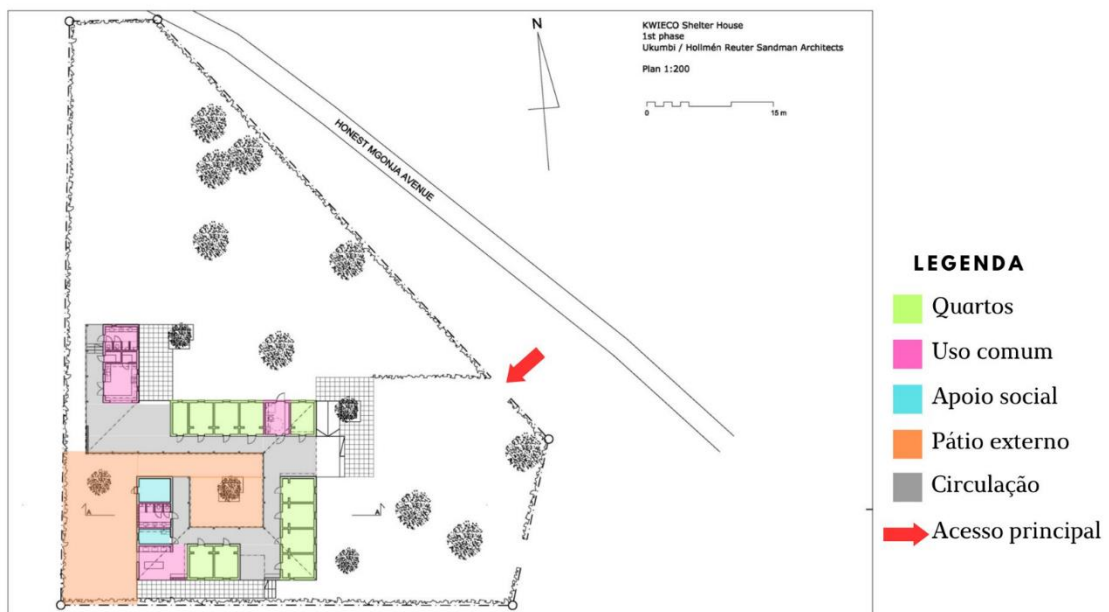 N
KWIECO Shelter House
1st phase
Ukumbi / Hollmén Reuter Sandman Architects
Plan 1:200
0 15 m
HONEST MGONJA AVENUE
A
A
LEGENDA
Quartos
Uso comum
Apoio social
Pátio externo
Circulação
Acesso principal